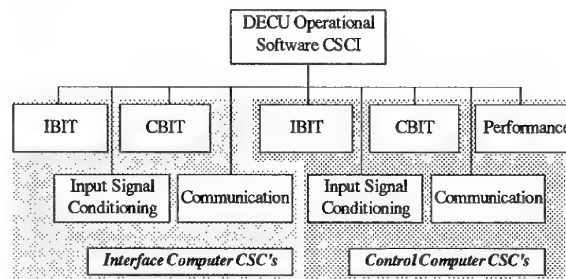 DECU Operational
Software CSCI
IBIT
CBIT
IBIT
CBIT
Performance
Input Signal
Conditioning
Communication
Input Signal
Conditioning
Communication
Interface Computer CSC's
Control Computer CSC's